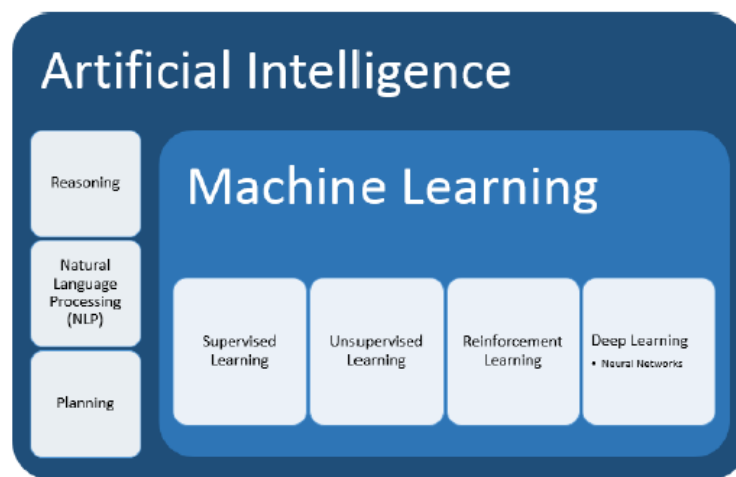 Artificial Intelligence
Reasoning
Natural
Language
Processing
(NLP)
Planning
Machine Learning
Supervised
Learning
Unsupervised
Learning
Reinforcement
Learning
Deep Learning
• Neural Networks